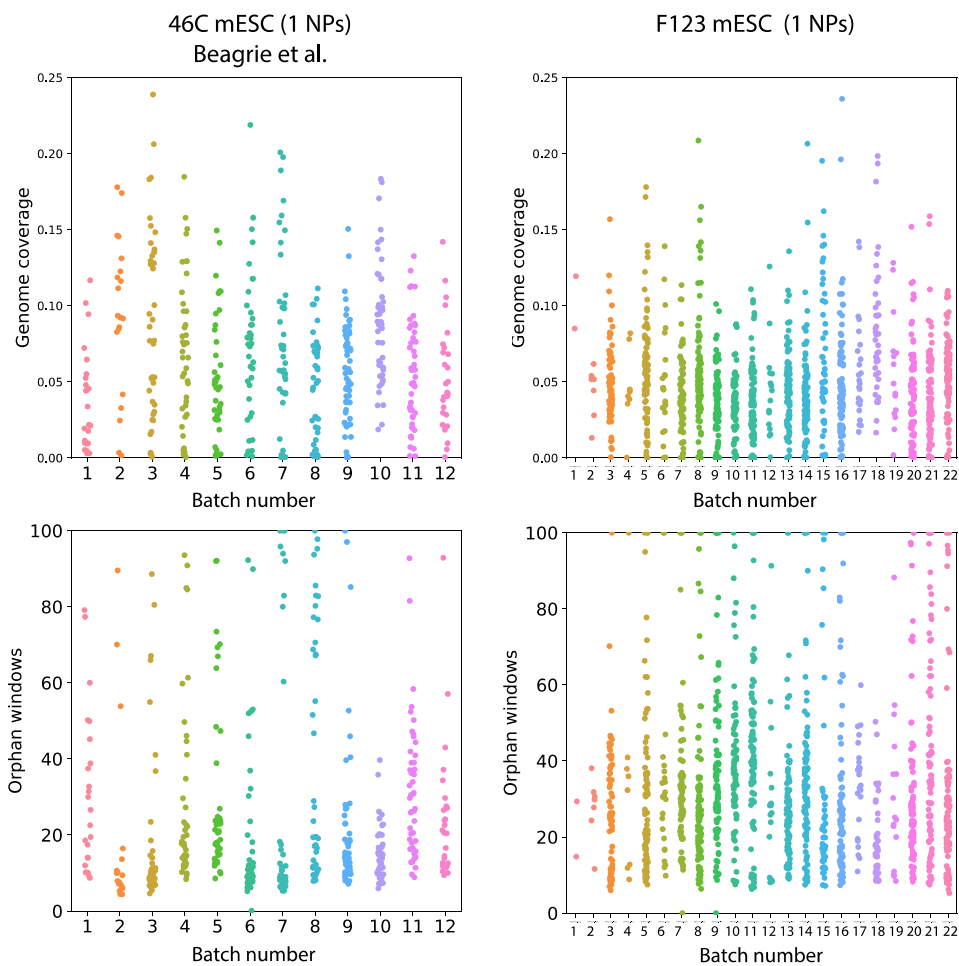 46C mESC (1 NPs)
Beagrie et al.
F123 mESC (1 NPs)
0.25
0.20
0.15
0.10
0.05
0.00
Genome coverage
1 2 3 4 5 6 7 8 9 10 11 12
Batch number
0.25
0.20
0.15
0.10
0.05
0.00
Genome coverage
1 2 3 4 5 6 7 8 9 10 11 12 13 14 15 16 17 18 19 20 21 22
Batch number
100
80
60
40
20
0
Orphan windows
1 2 3 4 5 6 7 8 9 10 11 12
Batch number
100
80
60
40
20
0
Orphan windows
1 2 3 4 5 6 7 8 9 10 11 12 13 14 15 16 17 18 19 20 21 22
Batch number